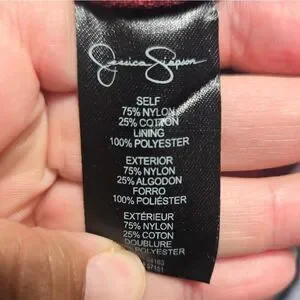 Jessica Simpson
SELF
75% NYLON
25% COTTON
LINING
100% POLYESTER
EXTERIOR
75% NYLON
25% ALGODON
FORRO
100% POLIÉSTER
EXTÉRIEUR
75% NYLON
25% COTON
DOUBLURE
POLYESTER